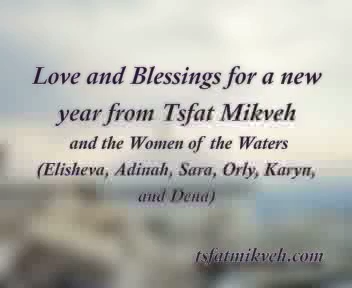 Love and Blessings for a new
year from Tsfat Mikveh
and the Women of the Waters
(Elisheva, Adinah, Sara, Orly, Karyn,
and Dena)
tsfatmikveh.com